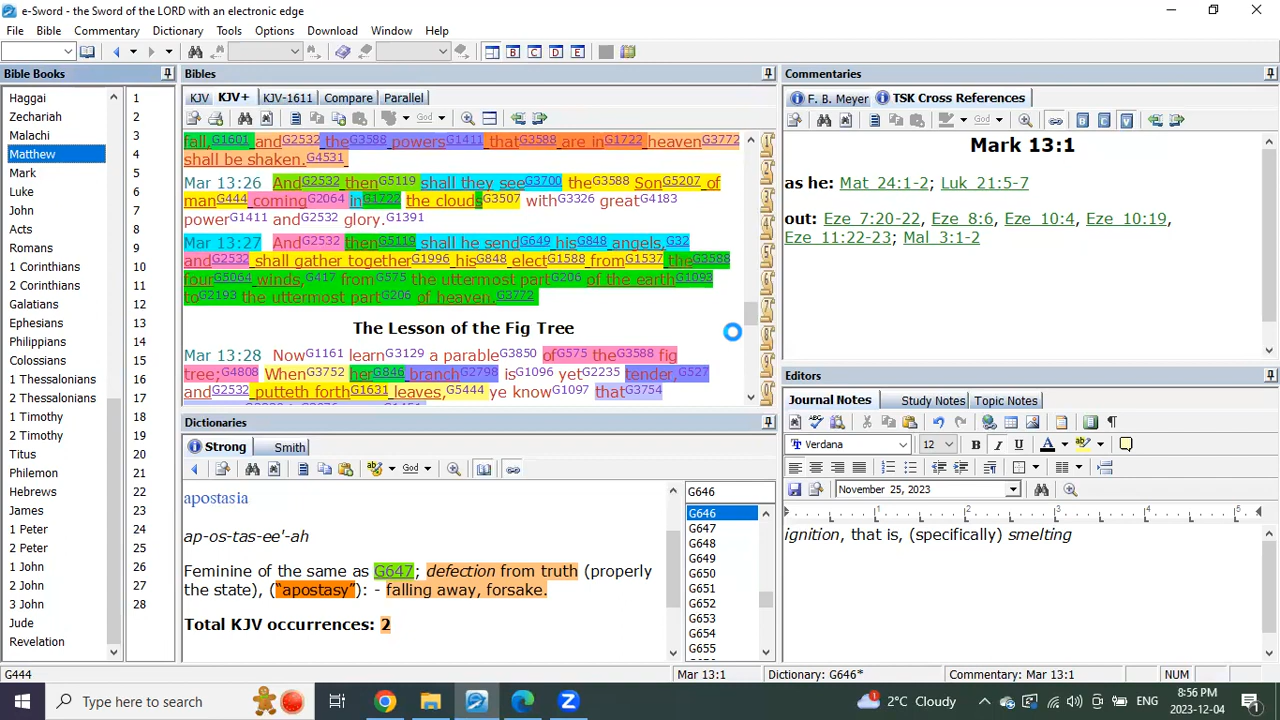 e-Sword - the Sword of the LORD with an electronic edge
File Bible Commentary Dictionary Tools Options Download Window Help
Bible Books
Haggai
Zechariah
Malachi
Matthew
Mark
Luke
John
Acts
Romans
1 Corinthians
2 Corinthians
Galatians
Ephesians
Philippians
Colossians
1 Thessalonians
2 Thessalonians
1 Timothy
2 Timothy
Titus
Philemon
Hebrews
James
1 Peter
2 Peter
1 John
2 John
3 John
Jude
Revelation
1
2
3
4
5
6
7
8
9
10
11
12
13
14
15
16
17
18
19
20
21
22
23
24
25
26
27
28
Bibles
KJV KJV+ KJV-1611 Compare Parallel
God
fall,G1601 andG2532 theG3588 powersG1411 thatG3588 are inG1722 heavenG3772
shall be shaken.G4531
Mar 13:26 AndG2532 thenG5119 shall they seeG3700 theG3588 SonG5207 of
manG444 comingG2064 inG1722 the cloudsG3507 withG3326 greatG4183
powerG1411 andG2532 glory.G1391
Mar 13:27 AndG2532 thenG5119 shall he sendG649 hisG848 angels,G32
andG2532 shall gather togetherG1996 hisG848 electG1588 fromG1537 theG3588
fourG5064 winds,G417 fromG575 the uttermost partG206 of the earthG1093
toG2193 the uttermost partG206 of heaven.G3772
The Lesson of the Fig Tree
Mar 13:28 NowG1161 learnG3129 a parableG3850 ofG575 theG3588 fig
tree;G4808 WhenG3752 herG846 branchG2798 isG1096 yetG2235 tender,G527
andG2532 putteth forthG1631 leaves,G5444 ye knowG1097 thatG3754
Dictionaries
Strong Smith
God
apostasia
ap-os-tas-ee'-ah
Feminine of the same as G647; defection from truth (properly
the state), (“apostasy”): - falling away, forsake.
Total KJV occurrences: 2
G646
G646
G647
G648
G649
G650
G651
G652
G653
G654
G655
Commentaries
F. B. Meyer TSK Cross References
Mark 13:1
as he: Mat_24:1-2; Luk_21:5-7
out: Eze_7:20-22, Eze_8:6, Eze_10:4, Eze_10:19,
Eze_11:22-23; Mal_3:1-2
Editors
Journal Notes Study Notes Topic Notes
Verdana 12 B I U A
November 25, 2023
1 2 3 4 5
ignition, that is, (specifically) smelting
G444 Mar 13:1 Dictionary: G646* Commentary: Mar 13:1 NUM
Type here to search
1
2°C Cloudy
8:56 PM
2023-12-04
1